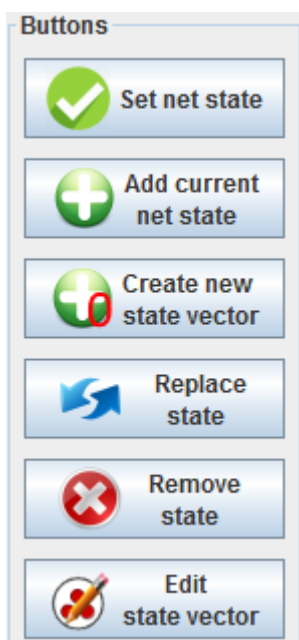 Buttons
Set net state
Add current
net state
Create new
0
state vector
Replace
state
Remove
state
Edit
state vector